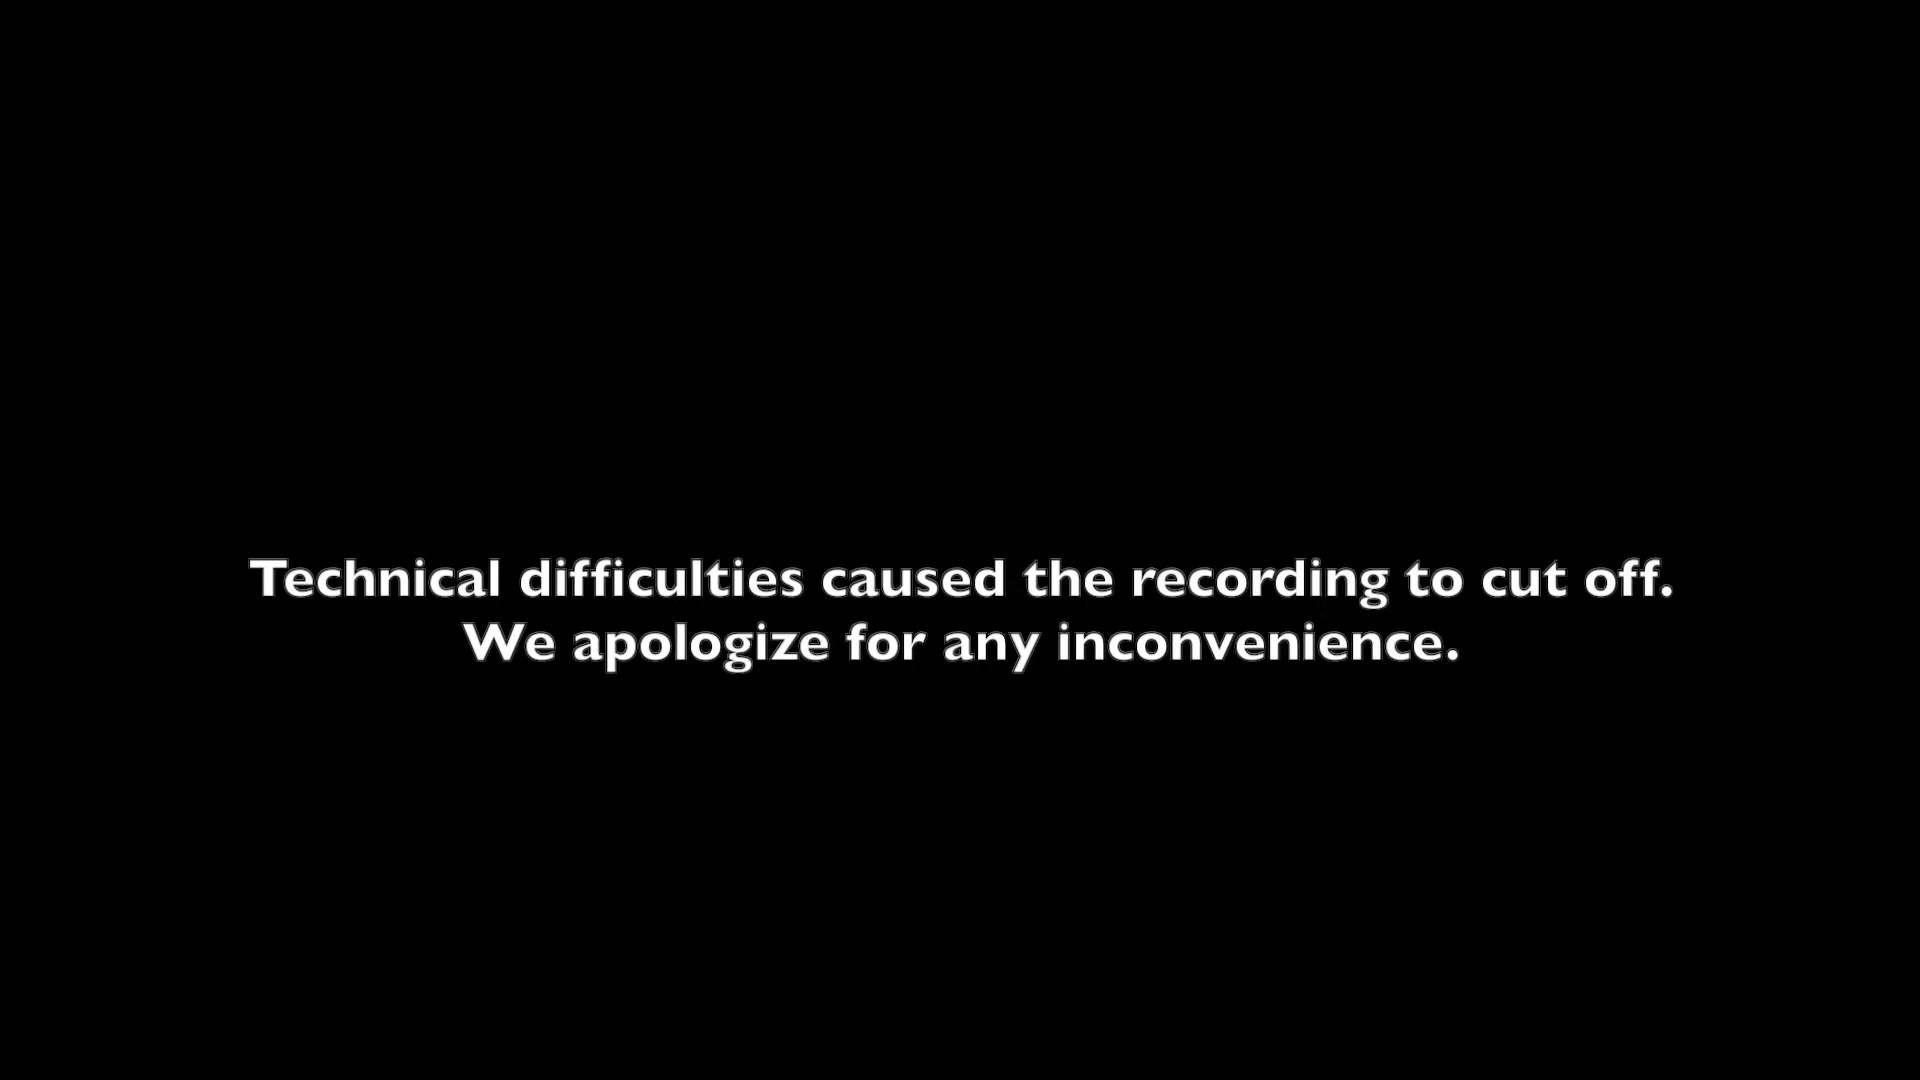 Technical difficulties caused the recording to cut off.
We apologize for any inconvenience.